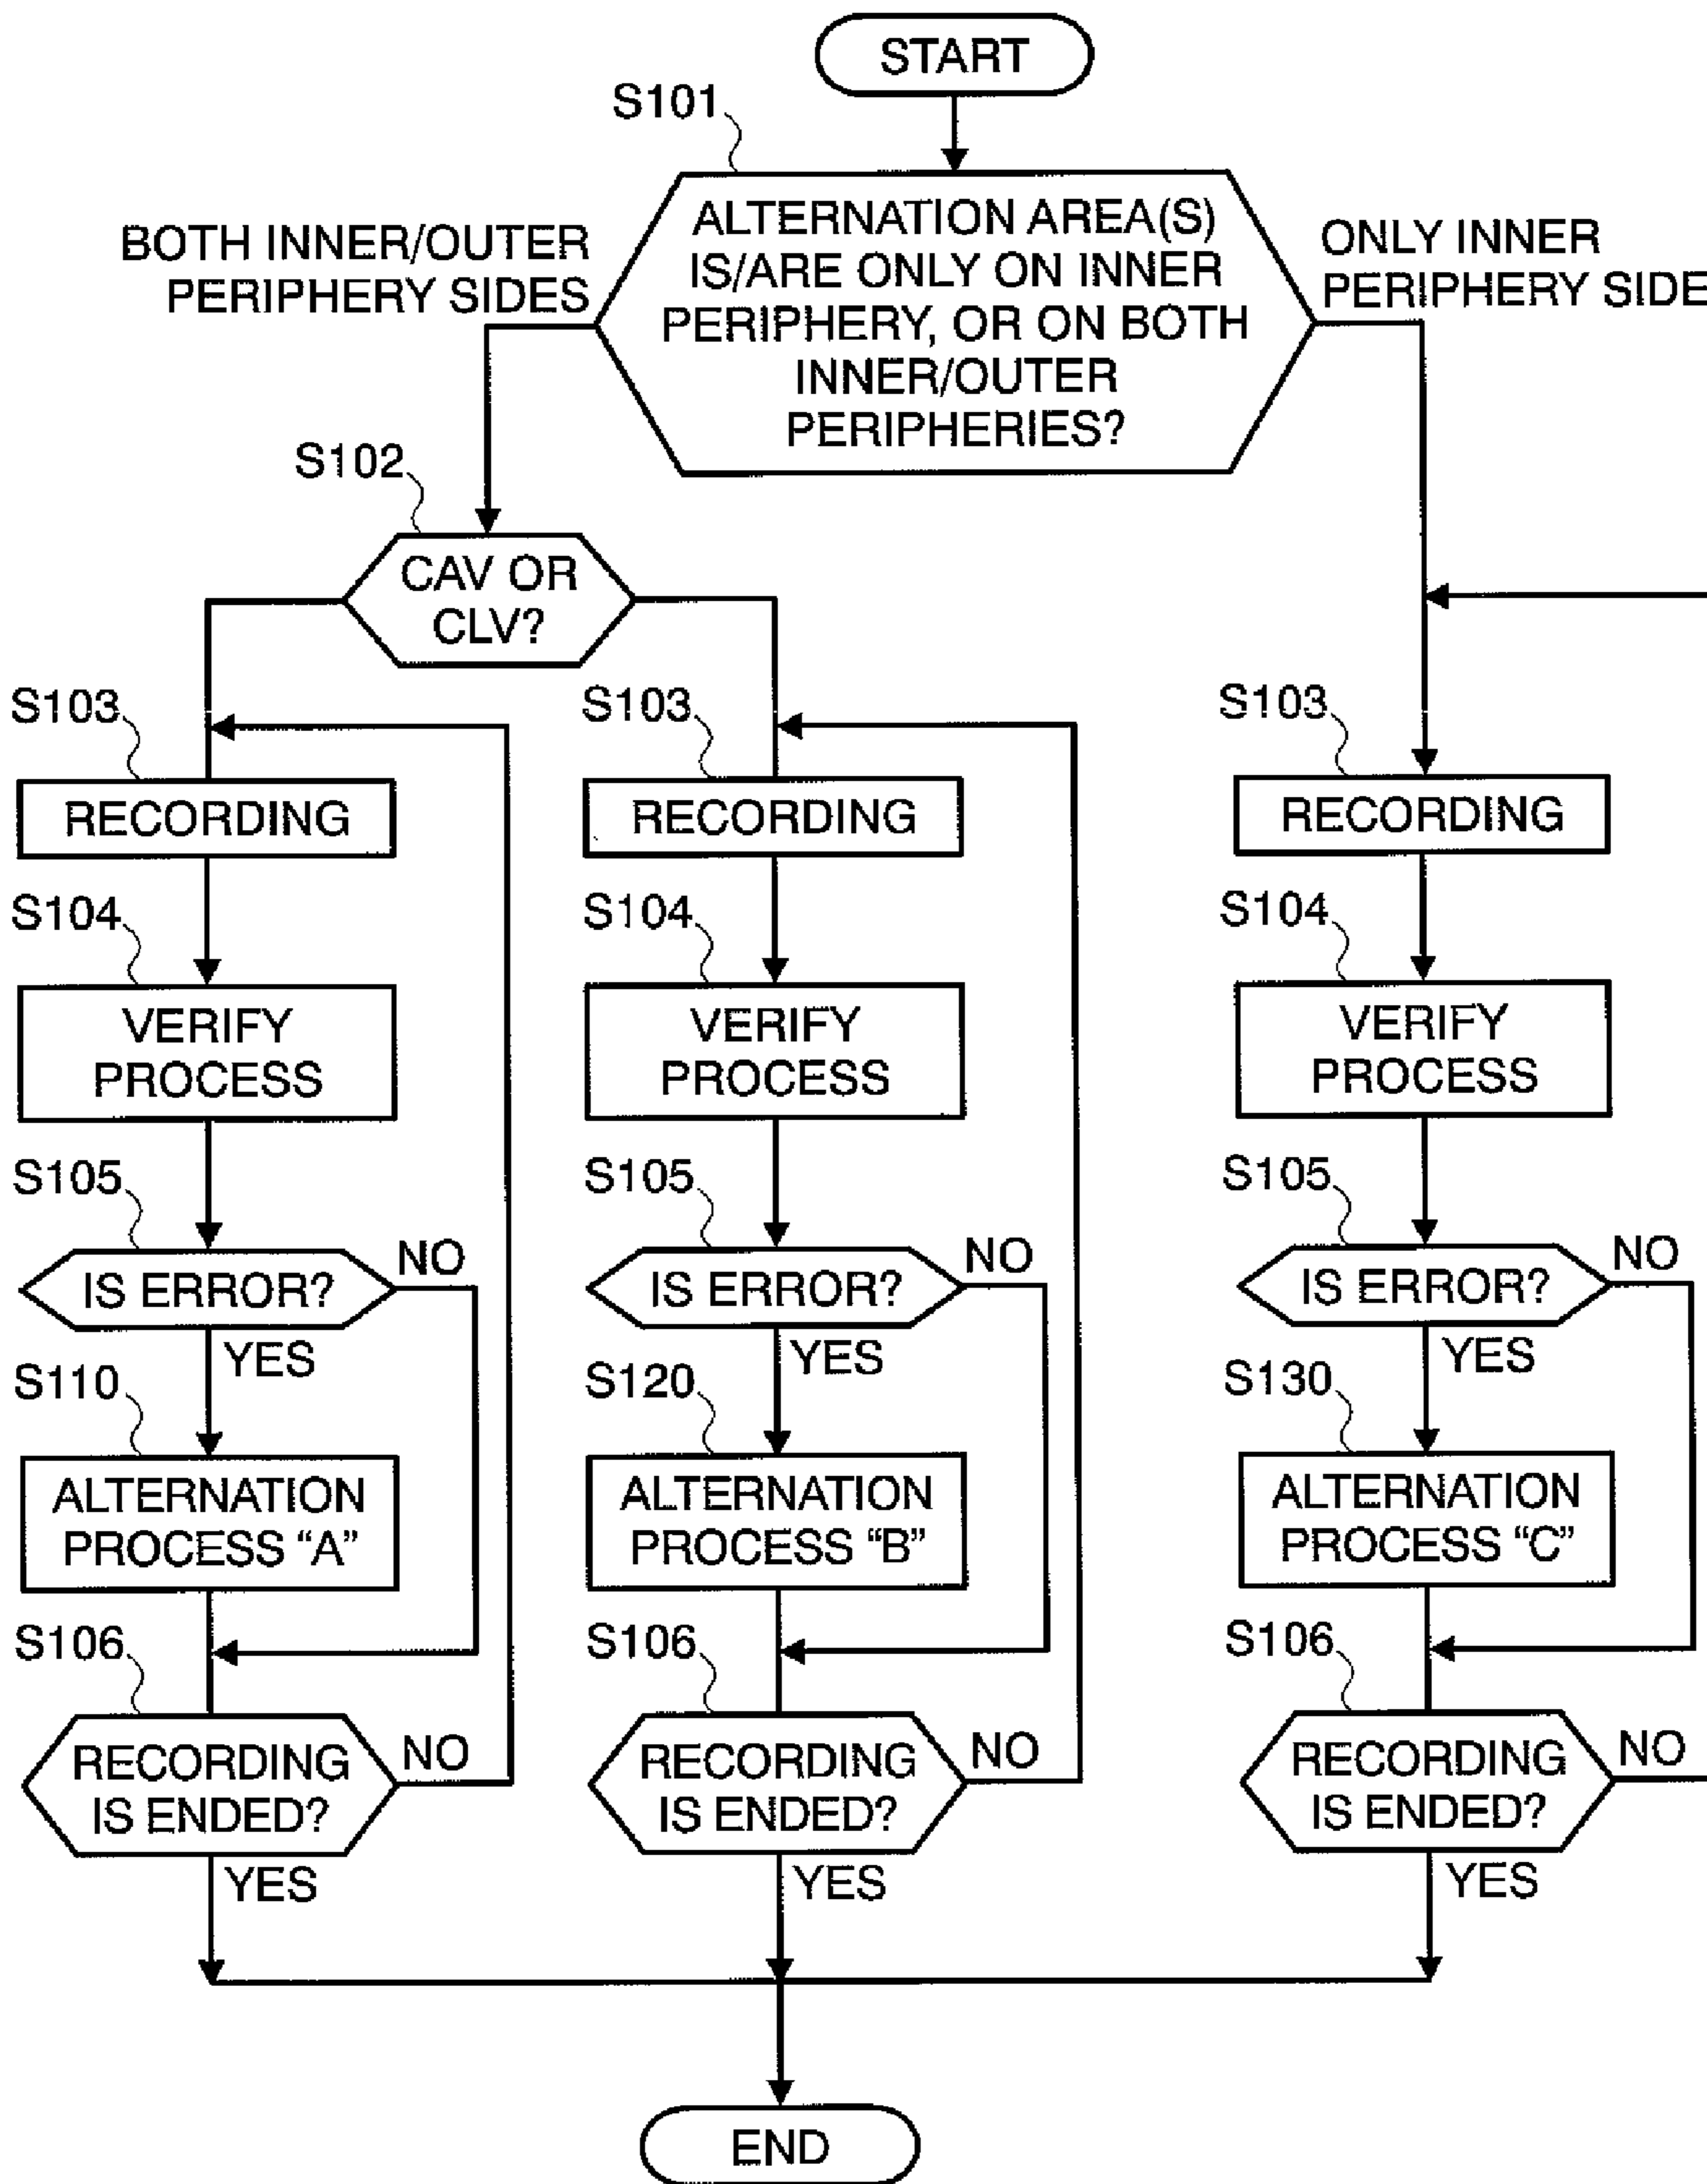 START
S101
ALTERNATION AREA(S)
IS/ARE ONLY ON INNER
PERIPHERY, OR ON BOTH
INNER/OUTER
PERIPHERIES?
BOTH INNER/OUTER
PERIPHERY SIDES
ONLY INNER
PERIPHERY SIDE
S102
CAV OR
CLV?
S103
RECORDING
S104
VERIFY
PROCESS
S105
IS ERROR?
NO
YES
S110
ALTERNATION
PROCESS “A”
S106
RECORDING
IS ENDED?
NO
YES
S103
RECORDING
S104
VERIFY
PROCESS
S105
IS ERROR?
NO
YES
S120
ALTERNATION
PROCESS “B”
S106
RECORDING
IS ENDED?
NO
YES
S103
RECORDING
S104
VERIFY
PROCESS
S105
IS ERROR?
NO
YES
S130
ALTERNATION
PROCESS “C”
S106
RECORDING
IS ENDED?
NO
YES
END